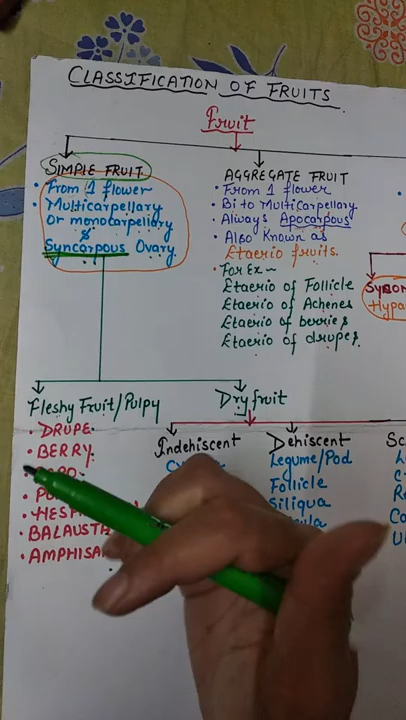 CLASSIFICATION OF FRUITS
Fruit
SIMPLE FRUIT
• From 1 flower
• Multicarpellary
Or monocarpellary
&
Syncarpous Ovary.
AGGREGATE FRUIT
• From 1 flower
• Bi to Multicarpellary
• Always Apocarpous
• Also Known as
Etaerio fruits.
• For Ex ~
Etaerio of Follicle
Etaerio of Achenes
Etaerio of berries
Etaerio of drupes.
Fleshy Fruit/Pulpy
• DRUPE
• BERRY
• BALAUSTA
Dry fruit
Indehiscent
Dehiscent
Legume/Pod
Follicle
Siliqua